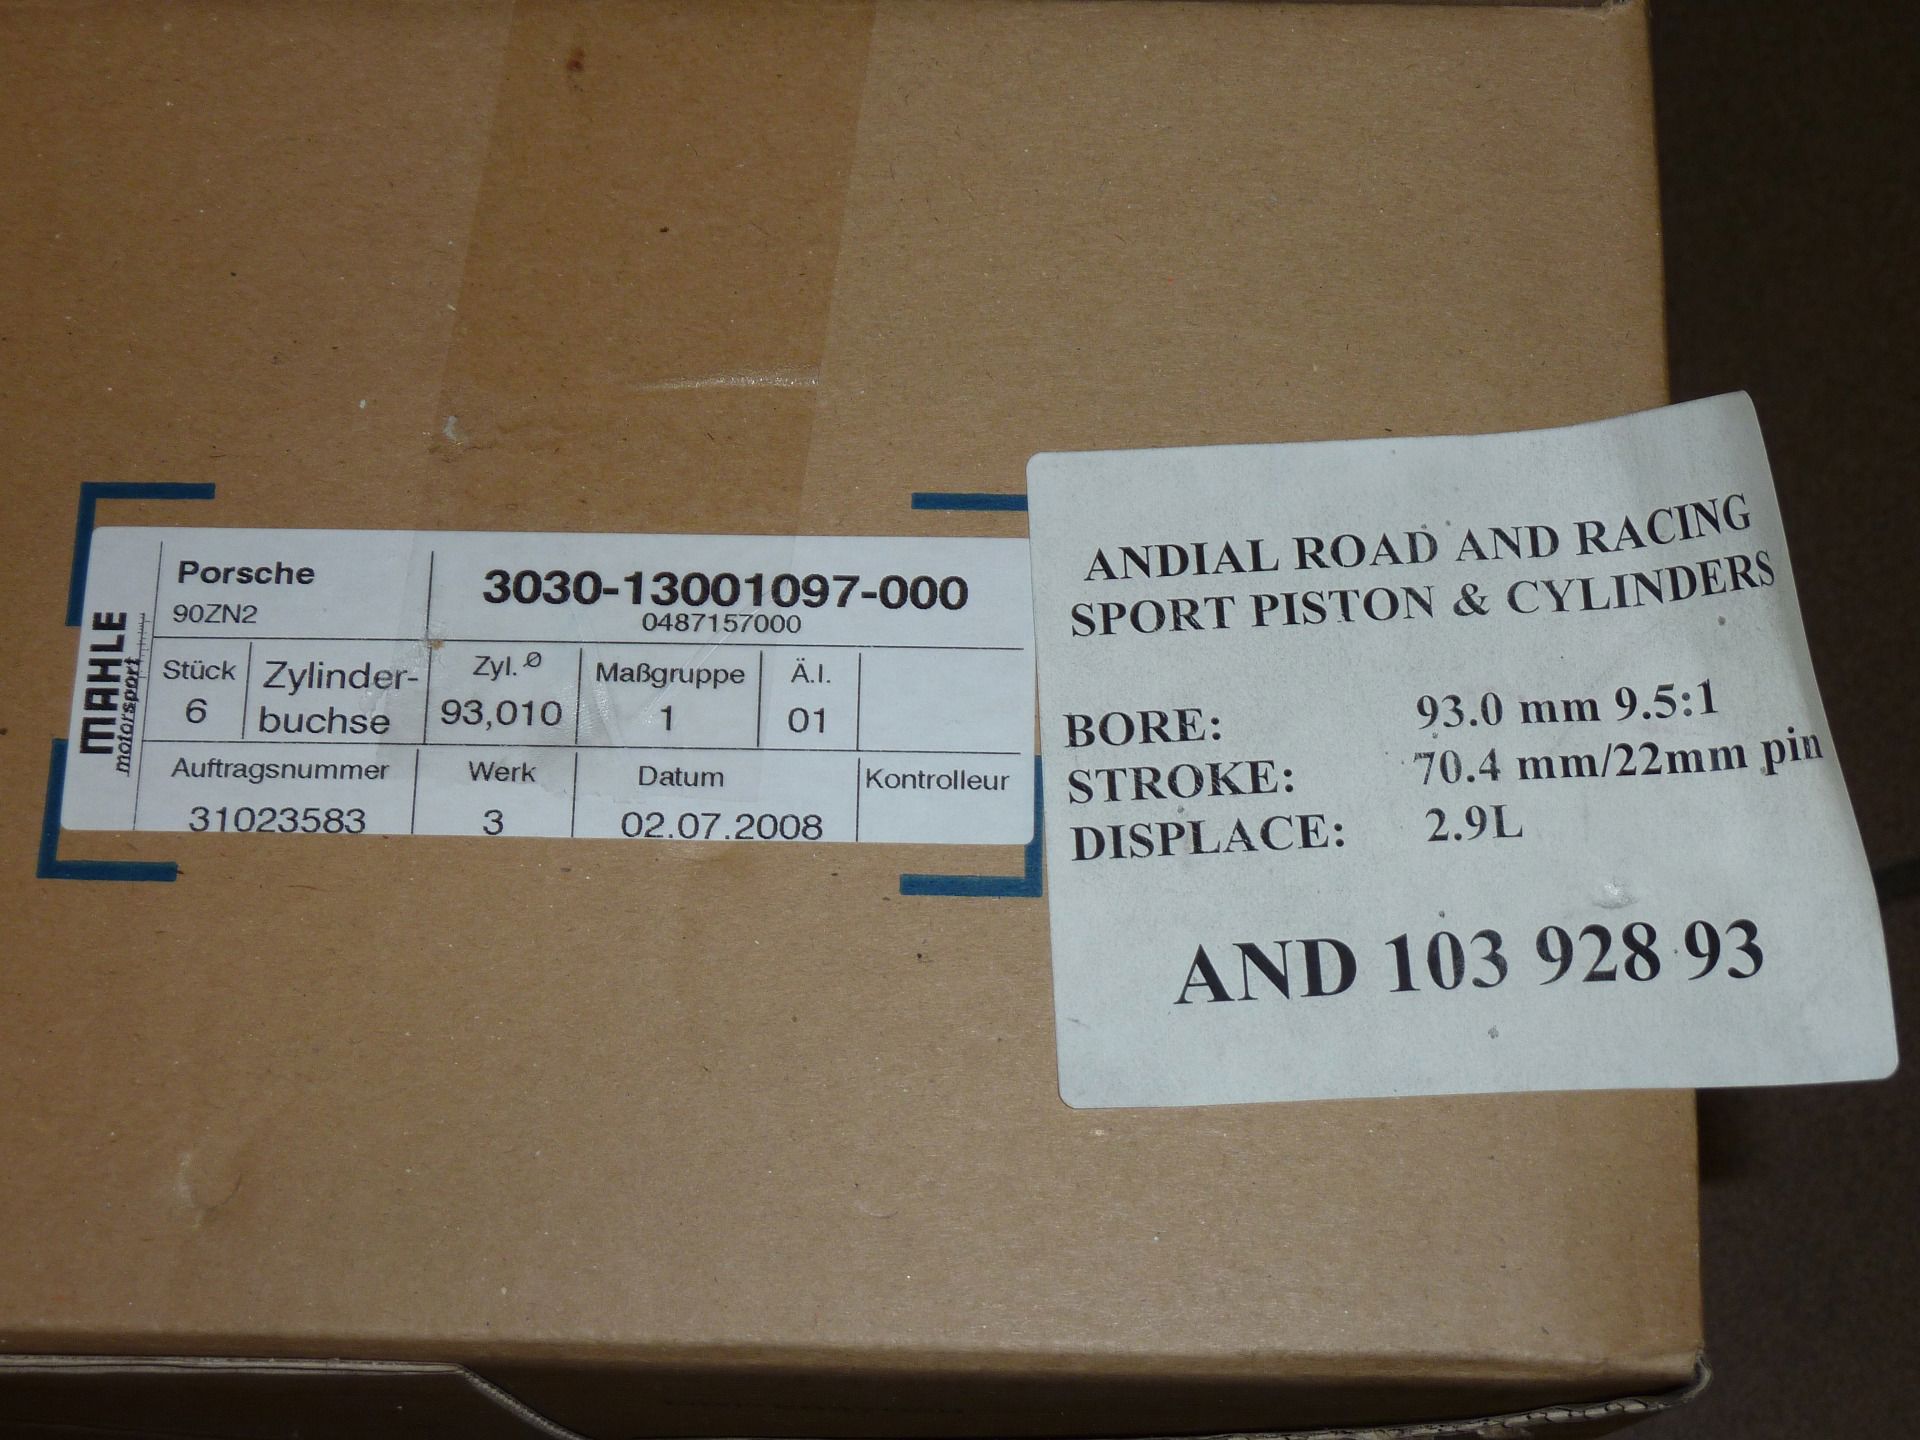 MAHLE
motorsport
Porsche
90ZN2
3030-13001097-000
0487157000
Stück
6
Zylinder-
buchse
Zyl.Ø
93,010
Maßgruppe
1
Ä.I.
01
Auftragsnummer
31023583
Werk
3
Datum
02.07.2008
Kontrolleur
ANDIAL ROAD AND RACING
SPORT PISTON & CYLINDERS
BORE: 93.0 mm 9.5:1
STROKE: 70.4 mm/22mm pin
DISPLACE: 2.9L
AND 103 928 93